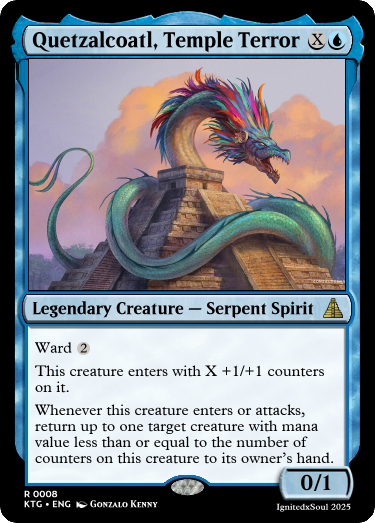 Quetzalcoatl, Temple Terror X
Legendary Creature — Serpent Spirit
Ward 2
This creature enters with X +1/+1 counters
on it.
Whenever this creature enters or attacks,
return up to one target creature with mana
value less than or equal to the number of
counters on this creature to its owner's hand.
0/1
R 0008
KTG • ENG Gonzalo Kenny
IgnitedxSoul 2025